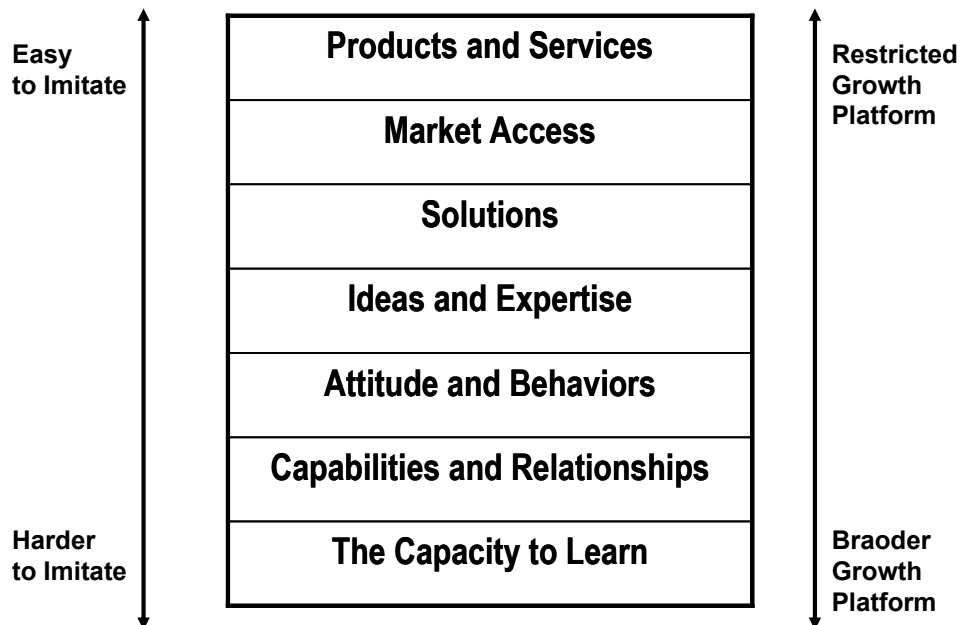 Easy
to Imitate
Products and Services
Restricted
Growth
Platform
Market Access
Solutions
Ideas and Expertise
Attitude and Behaviors
Capabilities and Relationships
Harder
to Imitate
The Capacity to Learn
Braoder
Growth
Platform